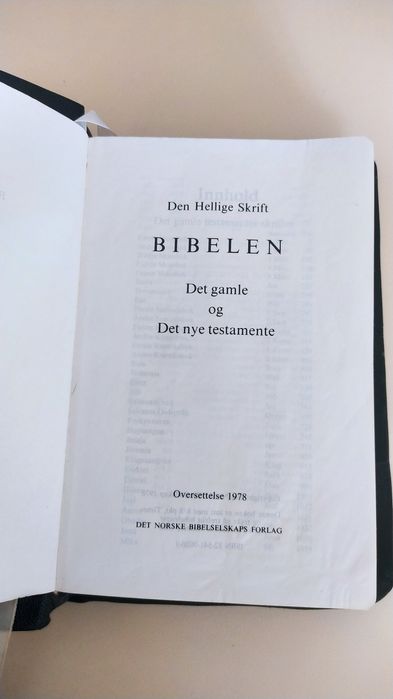 Den Hellige Skrift
BIBELEN
Det gamle
og
Det nye testamente
Oversettelse 1978
DET NORSKE BIBELSELSKAPS FORLAG